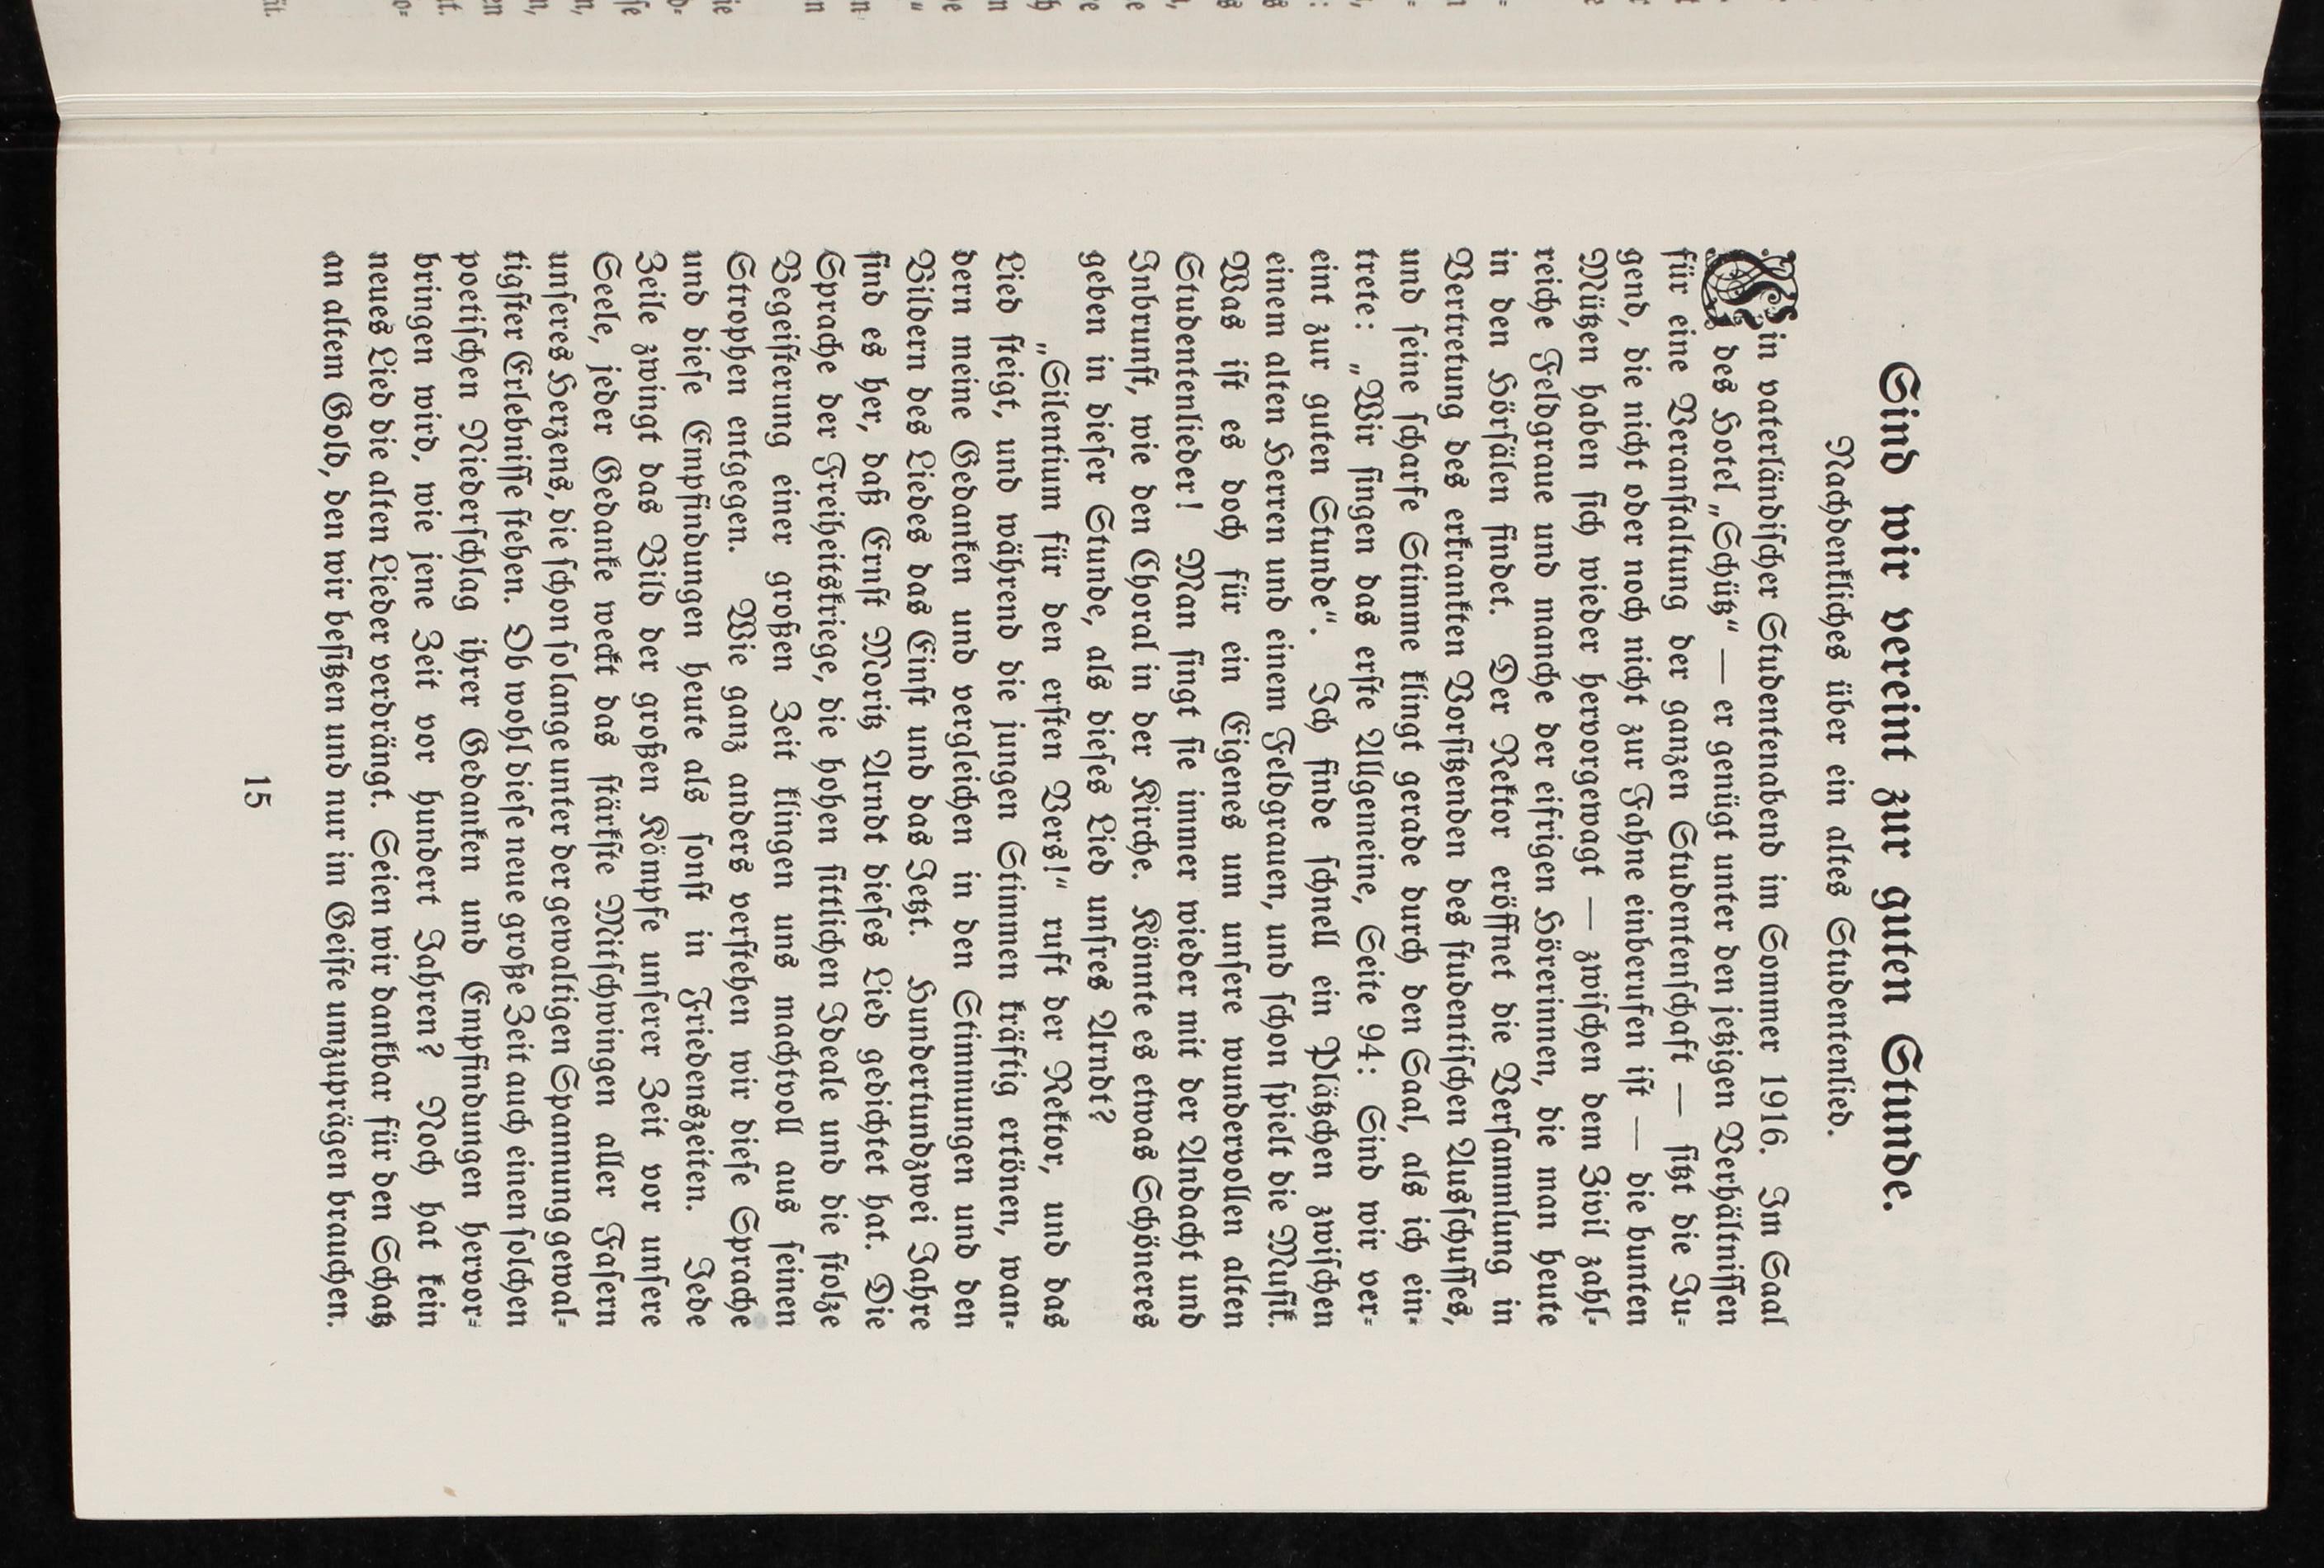 Sind wir vereint zur guten Stunde.
Nachdenkliches über ein altes Studentenlied.
Ein vaterländiſcher Studentenabend im Sommer 1916. Im Saal
des Hotel „Schütz“ — er genügt unter den jetzigen Verhältniſſen
für eine Veranſtaltung der ganzen Studentenſchaft — ſitzt die Ju-
gend, die nicht oder noch nicht zur Fahne einberufen iſt — die bunten
Mützen haben ſich wieder hervorgewagt — zwiſchen dem Zivil zahl-
reiche Feldgraue und manche der eifrigen Hörerinnen, die man heute
in den Hörſälen findet. Der Rektor eröffnet die Verſammlung in
Vertretung des erkrankten Vorſitzenden des ſtudentiſchen Ausſchuſſes,
und ſeine ſcharfe Stimme klingt gerade durch den Saal, als ich ein-
trete: „Wir ſingen das erſte Allgemeine, Seite 94: Sind wir ver-
eint zur guten Stunde“. Ich finde ſchnell ein Plätzchen zwiſchen
einem alten Herren und einem Feldgrauen, und ſchon ſpielt die Muſik.
Was iſt es doch für ein Eigenes um unſere wundervollen alten
Studentenlieder! Man ſingt ſie immer wieder mit der Andacht und
Inbrunſt, wie den Choral in der Kirche. Könnte es etwas Schöneres
geben in dieſer Stunde, als dieſes Lied unſres Arndt?
„Silentium für den erſten Vers!“ ruft der Rektor, und das
Lied ſteigt, und während die jungen Stimmen kräftig ertönen, wan-
dern meine Gedanken und vergleichen in den Stimmungen und den
Bildern des Liedes das Einſt und das Jetzt. Hundertundzwei Jahre
ſind es her, daß Ernſt Moritz Arndt dieſes Lied gedichtet hat. Die
Sprache der Freiheitskriege, die hohen ſittlichen Ideale und die ſtolze
Begeiſterung einer großen Zeit klingen uns machtvoll aus ſeinen
Strophen entgegen. Wie ganz anders verſtehen wir dieſe Sprache
und dieſe Empfindungen heute als ſonſt in Friedenszeiten. Jede
Zeile zwingt das Bild der großen Kömpfe unſerer Zeit vor unſere
Seele, jeder Gedanke weckt das ſtärkſte Mitſchwingen aller Faſern
unſeres Herzens, die ſchon ſo lange unter der gewaltigen Spannung gewal-
tigſter Erlebniſſe ſtehen. Ob wohl dieſe neue große Zeit auch einen ſolchen
poetiſchen Niederſchlag ihrer Gedanken und Empfindungen hervor-
bringen wird, wie jene Zeit vor hundert Jahren? Noch hat kein
neues Lied die alten Lieder verdrängt. Seien wir dankbar für den Schatz
an altem Gold, den wir beſitzen und nur im Geiſte umzuprägen brauchen.
15